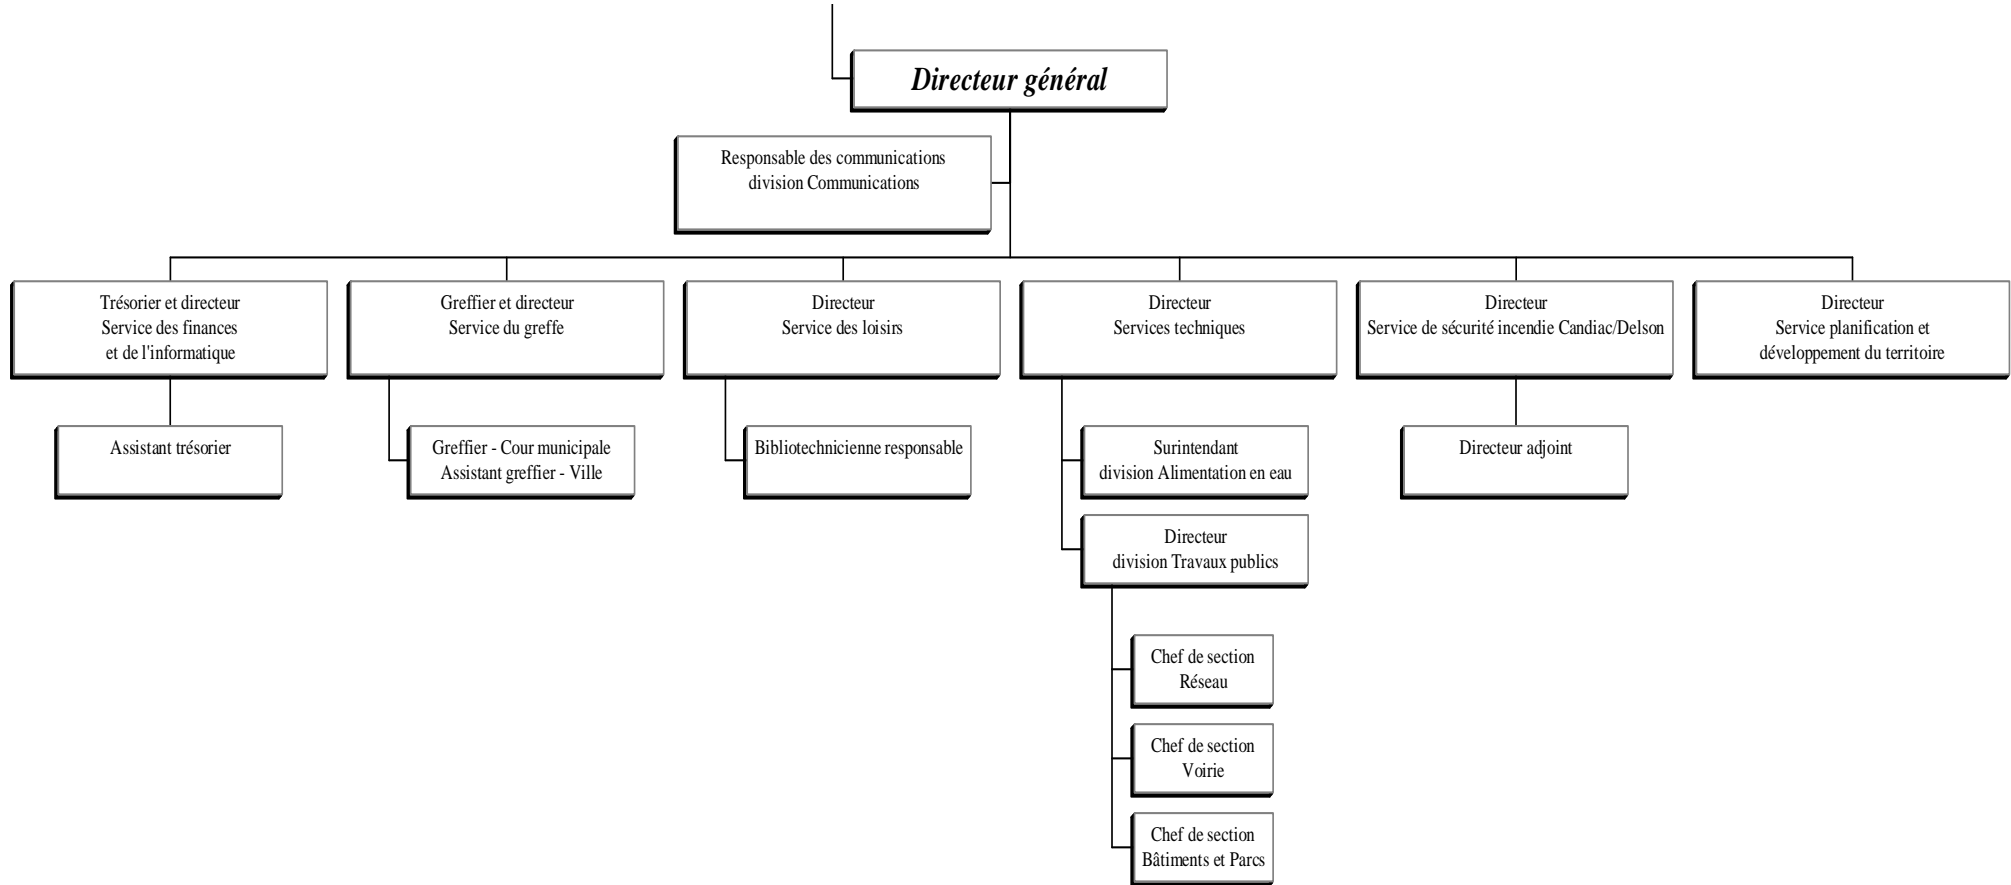 Directeur général
Responsable des communications
division Communications
Trésorier et directeur
Service des finances
et de l'informatique
Greffier et directeur
Service du greffe
Directeur
Service des loisirs
Directeur
Services techniques
Directeur
Service de sécurité incendie Candiac/Delson
Directeur
Service planification et
développement du territoire
Assistant trésorier
Greffier - Cour municipale
Assistant greffier - Ville
Bibliotechnicienne responsable
Surintendant
division Alimentation en eau
Directeur adjoint
Directeur
division Travaux publics
Chef de section
Réseau
Chef de section
Voirie
Chef de section
Bâtiments et Parcs